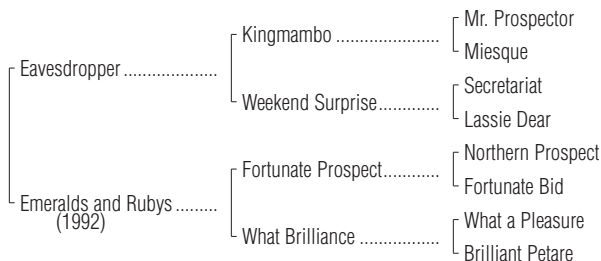 Mr. Prospector
Kingmambo ......................
Miesque
Eavesdropper ....................
Secretariat
Weekend Surprise.............
Lassie Dear
Northern Prospect
Fortunate Prospect............
Fortunate Bid
Emeralds and Rubys .........
(1992)
What a Pleasure
What Brilliance .................
Brilliant Petare